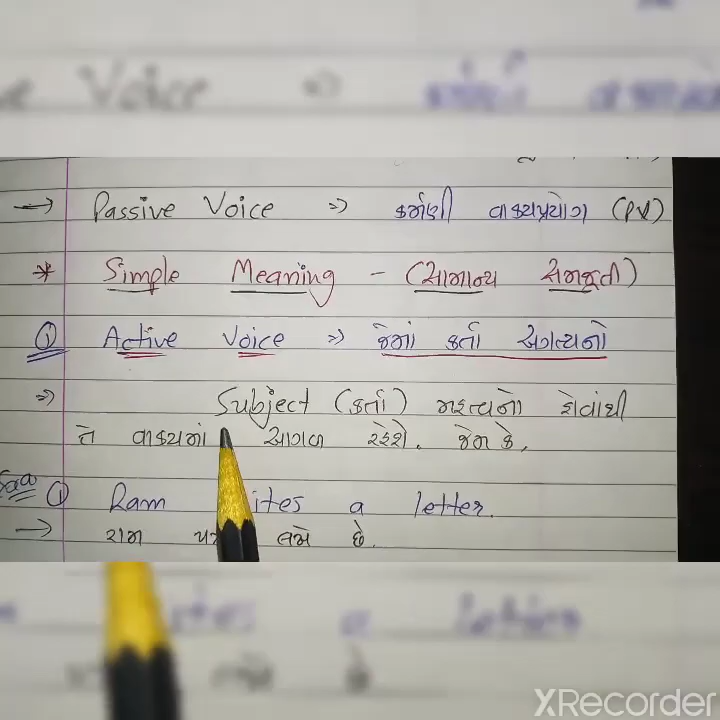 → Passive Voice ⇒ કર્મણી વાક્યપ્રયોગ (P.V)
* Simple Meaning - (સામાન્ય સમજૂતી)
① Active Voice ⇒ જેમાં કર્તા અગત્યનો
⇒ Subject (કર્તા) મહત્વનો હોવાથી
તે વાક્યમાં આગળ રહેશે. જેમ કે,
① Ram ites a letter.
→ રામ લખે છે.
XRecorder